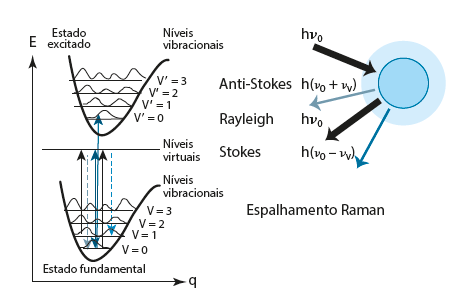 E
Estado
excitado
Níveis
vibracionais
V' = 3
V' = 2
V' = 1
V' = 0
Níveis
virtuais
Níveis
vibracionais
V = 3
V = 2
V = 1
V = 0
Estado fundamental
q
hν₀
Anti-Stokes h(ν₀ + νᵥ)
Rayleigh hν₀
Stokes h(ν₀ – νᵥ)
Espalhamento Raman